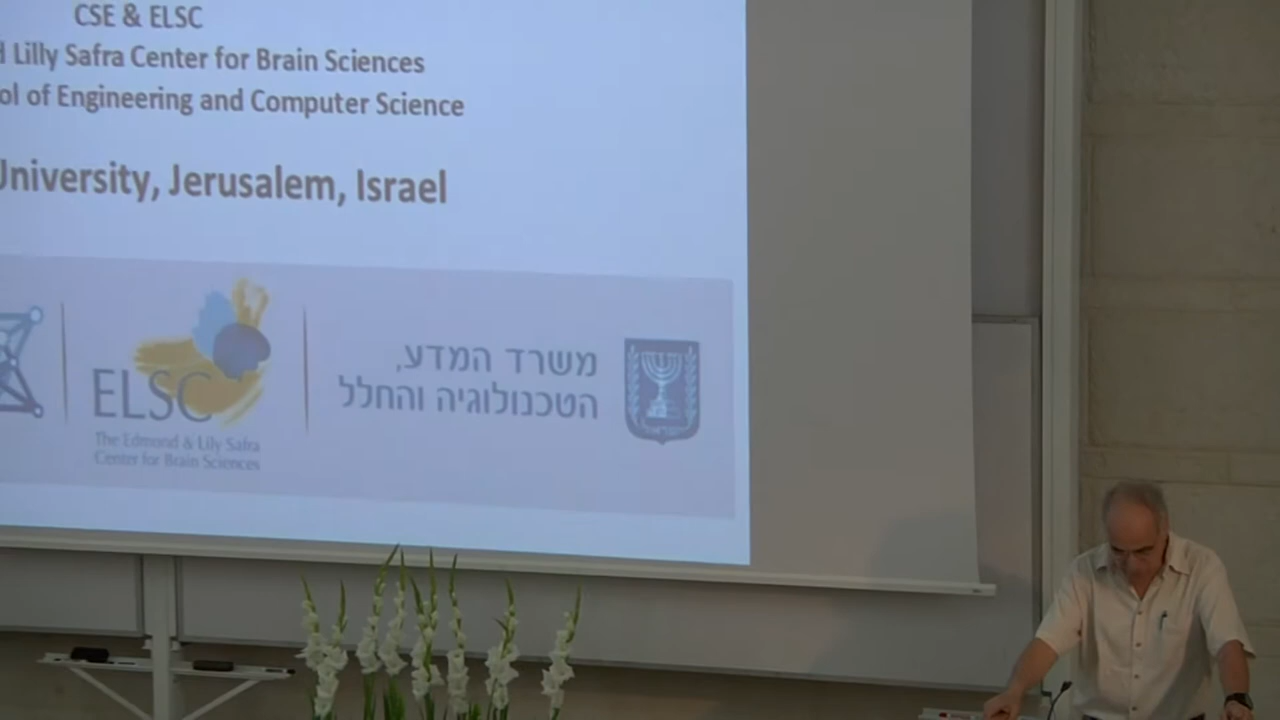 CSE & ELSC
Lilly Safra Center for Brain Sciences
of Engineering and Computer Science
University, Jerusalem, Israel
ELSC
The Edmond & Lily Safra
Center for Brain Sciences
משרד המדע,
הטכנולוגיה והחלל
ישראל